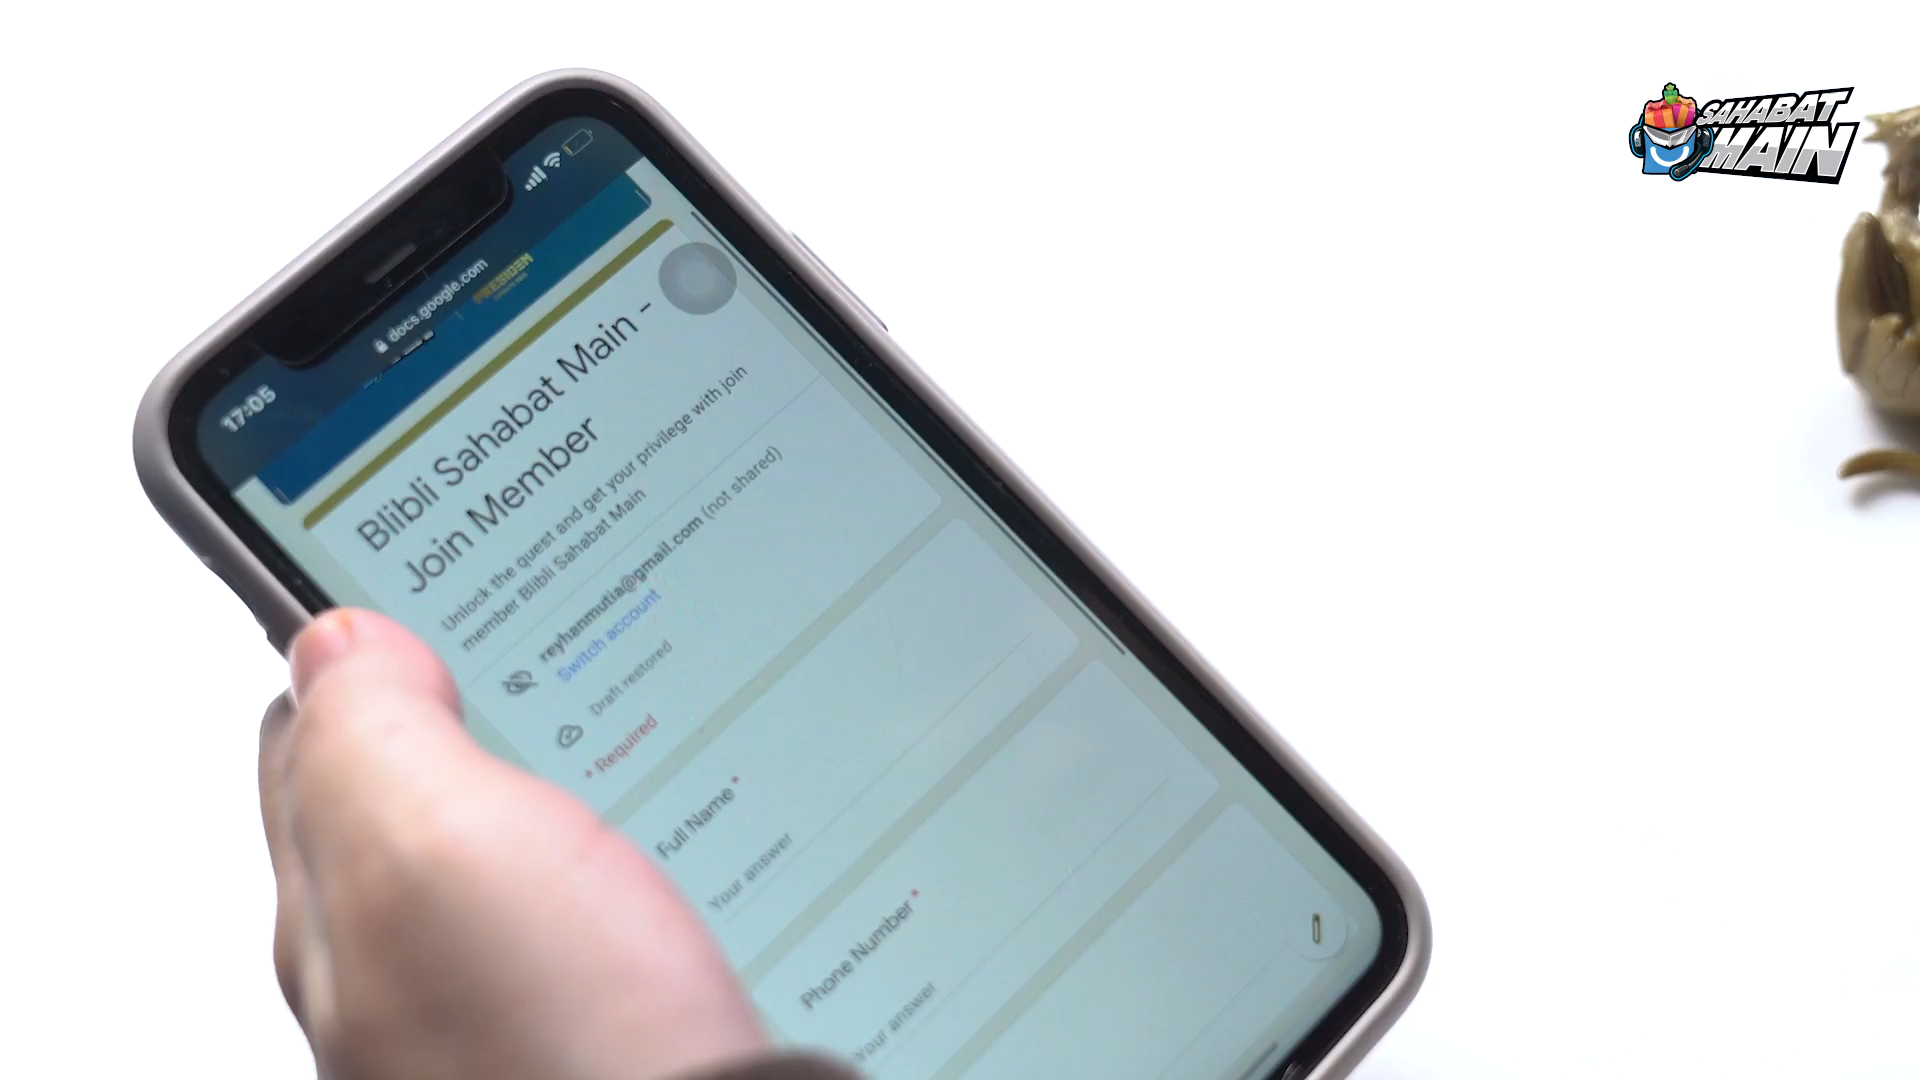 SAHABAT
MAIN
17:05
docs.google.com
PRESIDEN
Blibli Sahabat Main -
Join Member
Unlock the quest and get your privilege with join
member Blibli Sahabat Main
reyhanmutia@gmail.com (not shared)
Switch account
Draft restored
* Required
Full Name *
Your answer
Phone Number *
Your answer